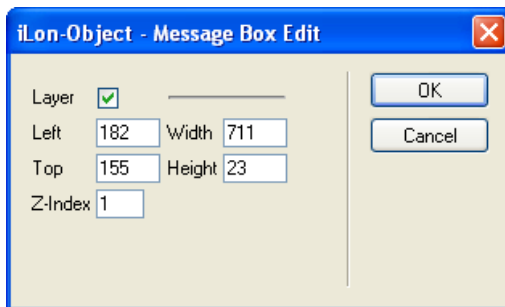 iLon-Object - Message Box Edit
Layer
OK
Left 182 Width 711
Cancel
Top 155 Height 23
Z-Index 1